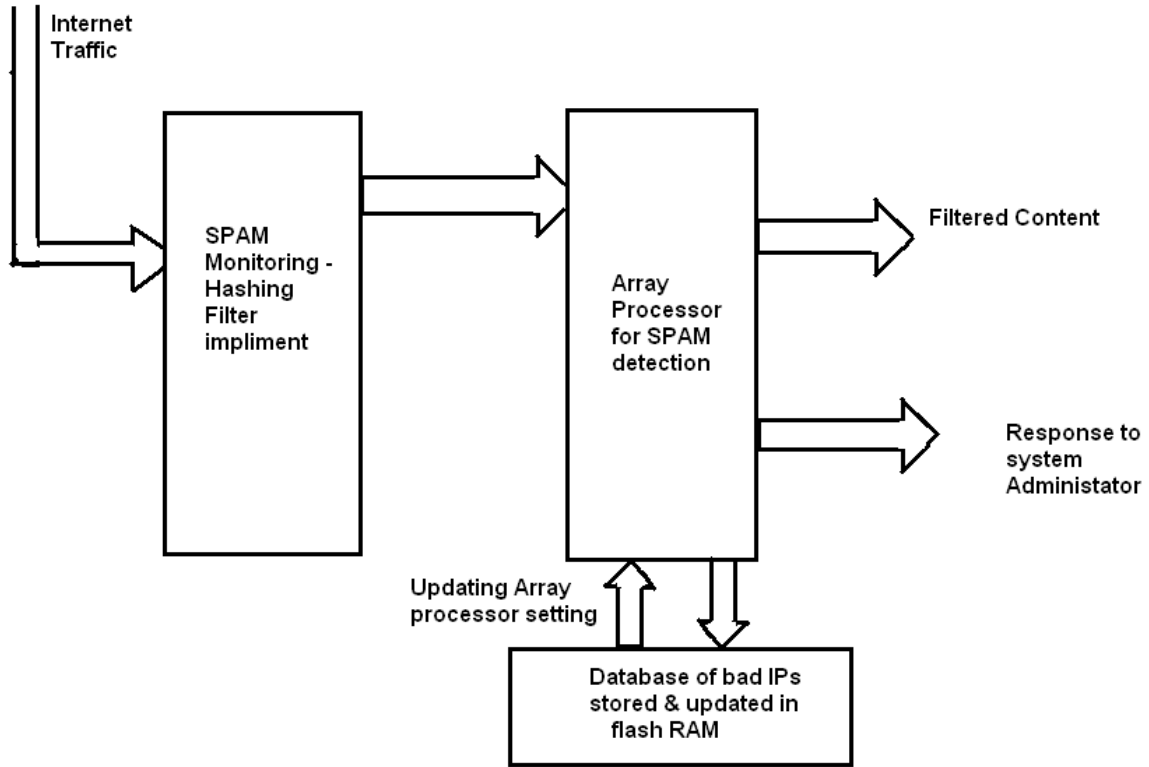 Internet
Traffic
SPAM
Monitoring -
Hashing
Filter
impliment
Array
Processor
for SPAM
detection
Filtered Content
Response to
system
Administator
Updating Array
processor setting
Database of bad IPs
stored & updated in
flash RAM